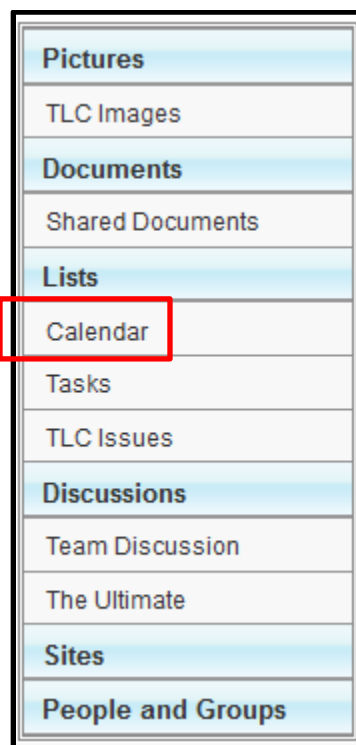 Pictures
TLC Images
Documents
Shared Documents
Lists
Calendar
Tasks
TLC Issues
Discussions
Team Discussion
The Ultimate
Sites
People and Groups